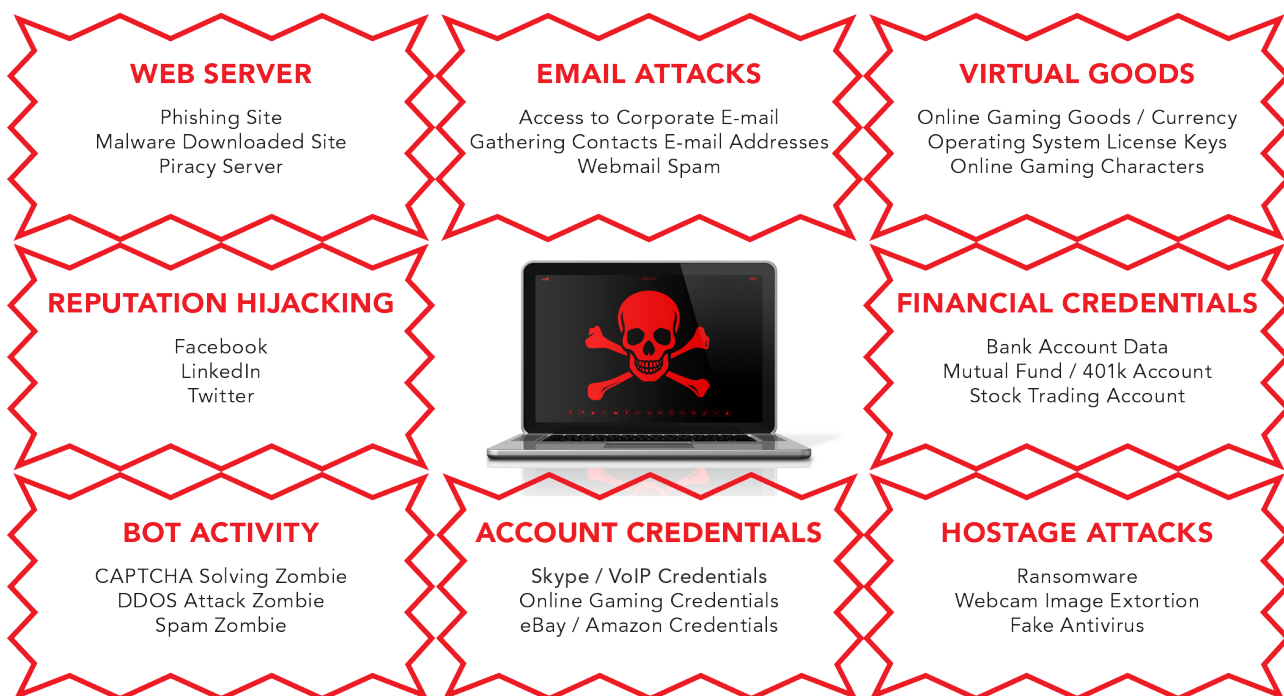 WEB SERVER
Phishing Site
Malware Downloaded Site
Piracy Server
EMAIL ATTACKS
Access to Corporate E-mail
Gathering Contacts E-mail Addresses
Webmail Spam
VIRTUAL GOODS
Online Gaming Goods / Currency
Operating System License Keys
Online Gaming Characters
REPUTATION HIJACKING
Facebook
LinkedIn
Twitter
FINANCIAL CREDENTIALS
Bank Account Data
Mutual Fund / 401k Account
Stock Trading Account
BOT ACTIVITY
CAPTCHA Solving Zombie
DDOS Attack Zombie
Spam Zombie
ACCOUNT CREDENTIALS
Skype / VoIP Credentials
Online Gaming Credentials
eBay / Amazon Credentials
HOSTAGE ATTACKS
Ransomware
Webcam Image Extortion
Fake Antivirus